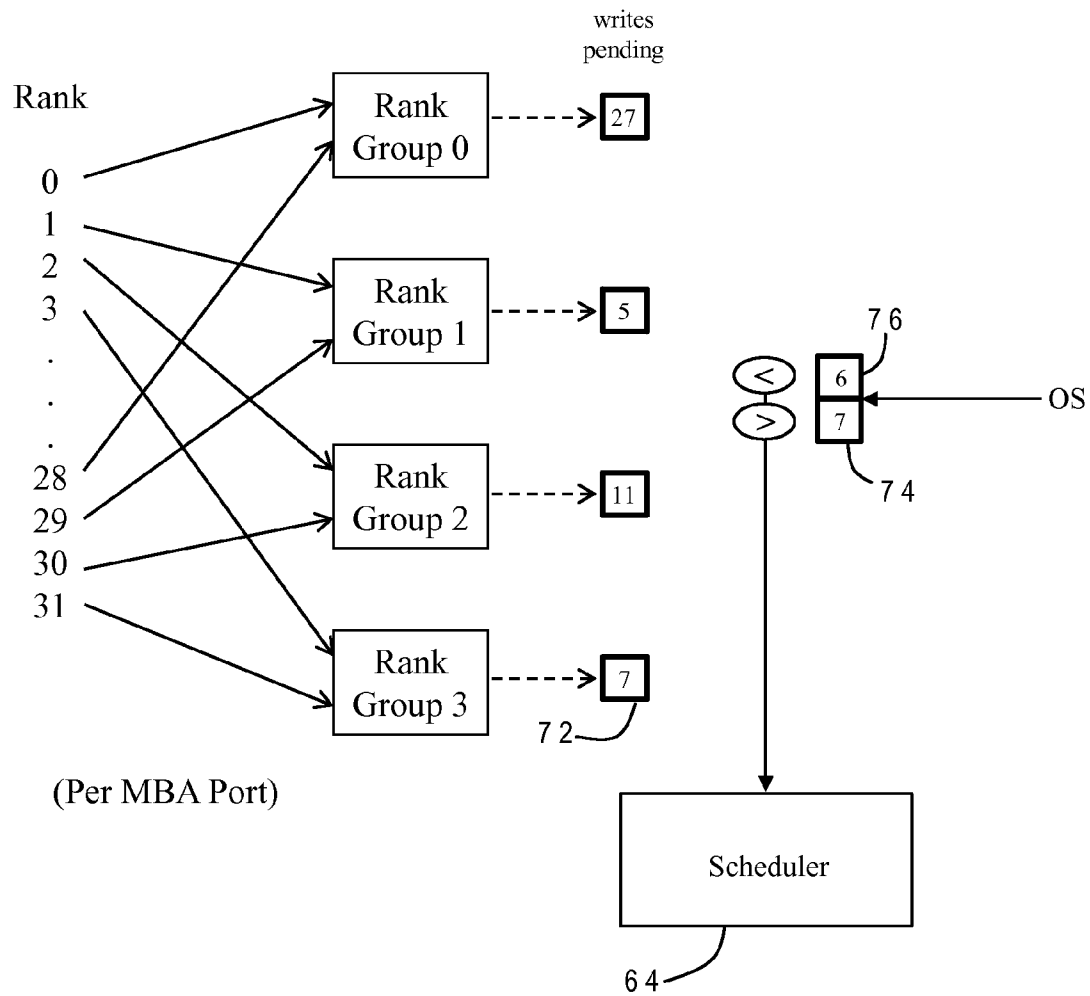 writes
pending
Rank
0
1
2
3
.
.
.
28
29
30
31
Rank
Group 0
27
Rank
Group 1
5
Rank
Group 2
11
Rank
Group 3
7
72
<
>
6
7
76
74
OS
(Per MBA Port)
Scheduler
64